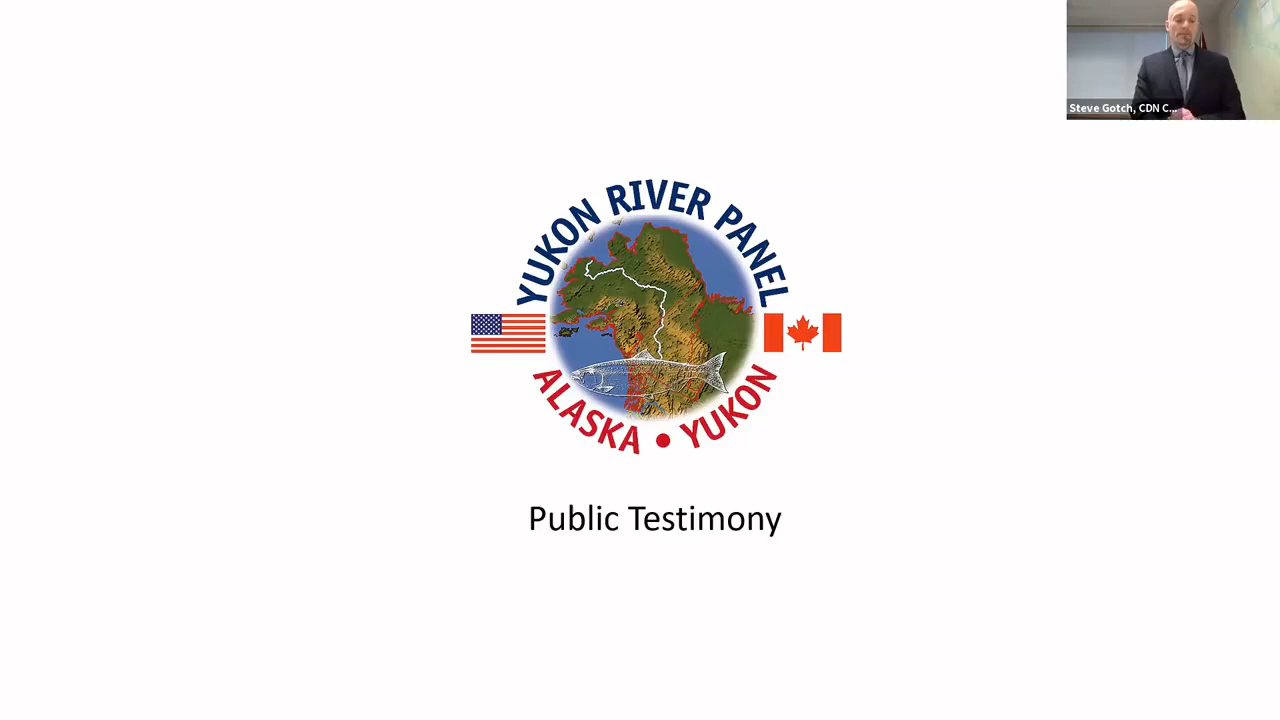 Steve Gotch, CDN C...
YUKON RIVER PANEL
ALASKA • YUKON
Public Testimony